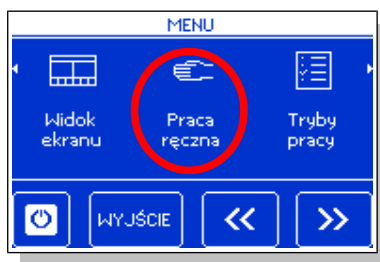 MENU
Widok ekranu
Praca ręczna
Tryby pracy
WYJŚCIE << >>